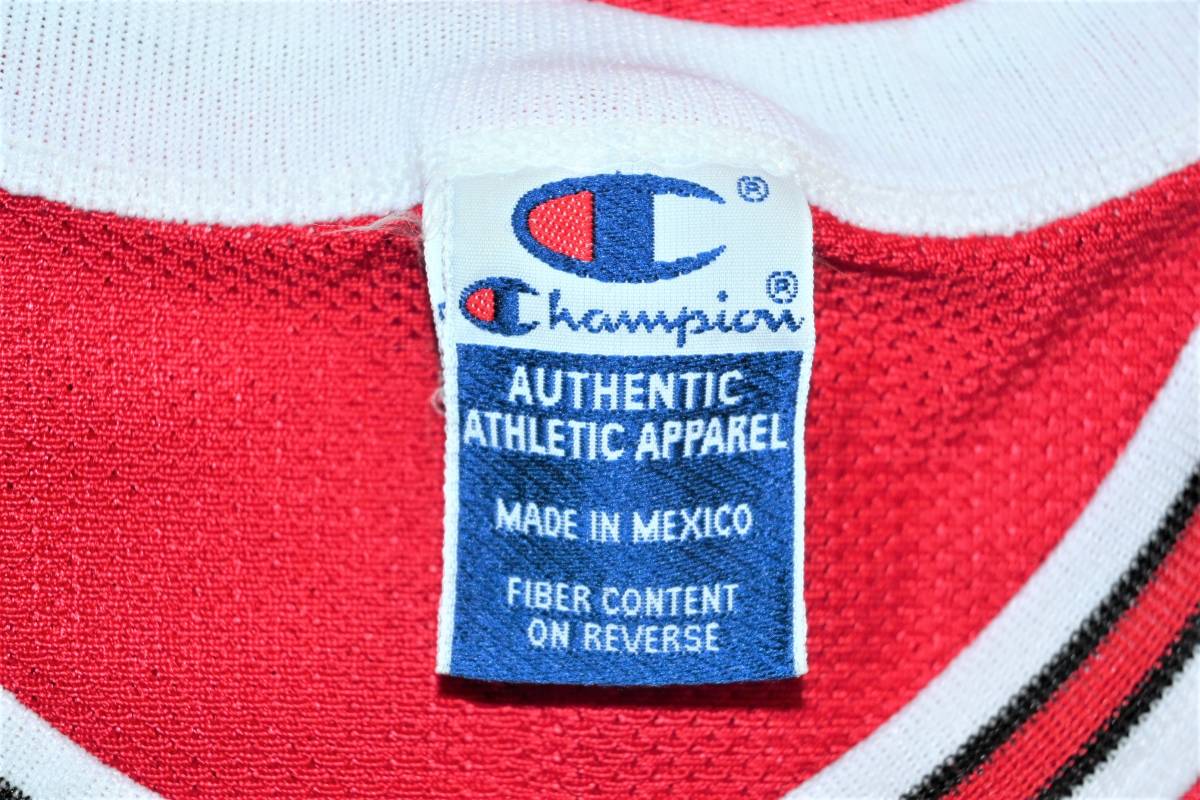 ®
Champion®
AUTHENTIC
ATHLETIC APPAREL
MADE IN MEXICO
FIBER CONTENT
ON REVERSE